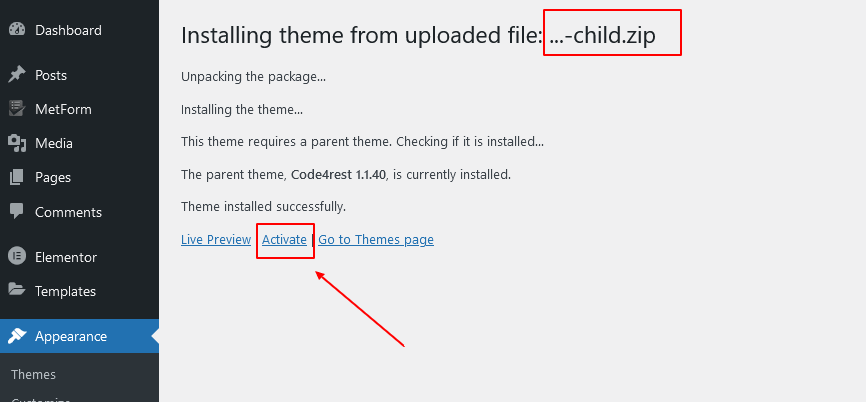 Dashboard
Posts
MetForm
Media
Pages
Comments
Elementor
Templates
Appearance
Themes
Customize
Installing theme from uploaded file: ...-child.zip
Unpacking the package...
Installing the theme...
This theme requires a parent theme. Checking if it is installed...
The parent theme, Code4rest 1.1.40, is currently installed.
Theme installed successfully.
Live Preview Activate | Go to Themes page